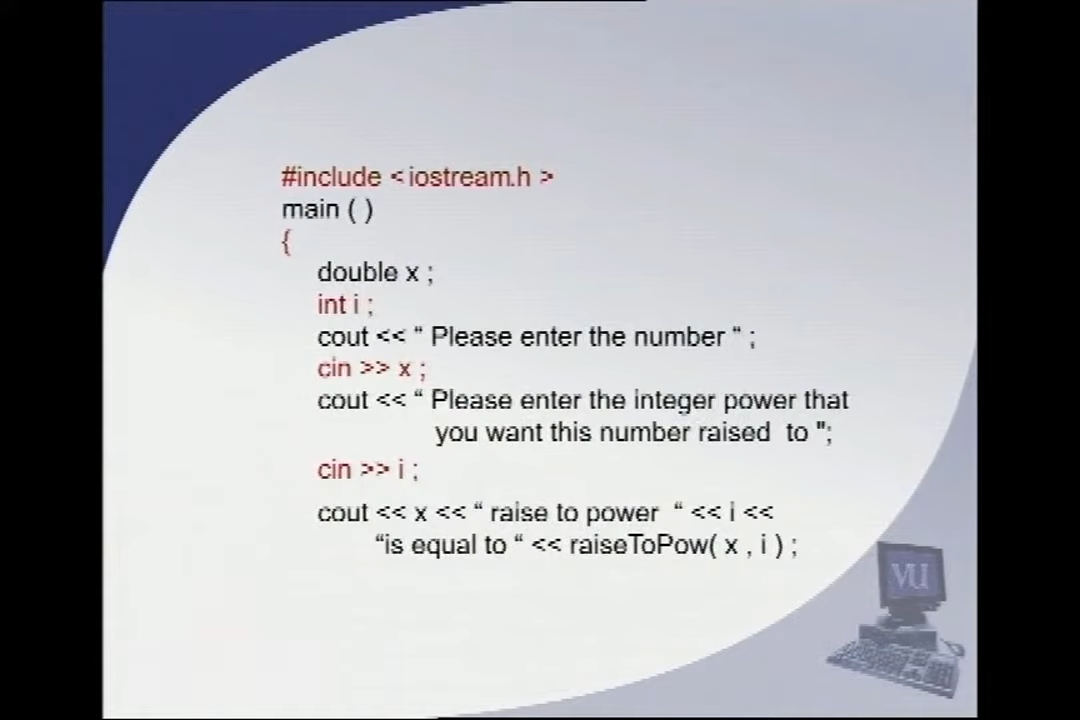 #include < iostream.h >
main ( )
{
double x ;
int i ;
cout << “ Please enter the number “ ;
cin >> x ;
cout << “ Please enter the integer power that
you want this number raised to ";
cin >> i ;
cout << x << “ raise to power “ << i <<
“is equal to “ << raiseToPow( x , i ) ;
VU